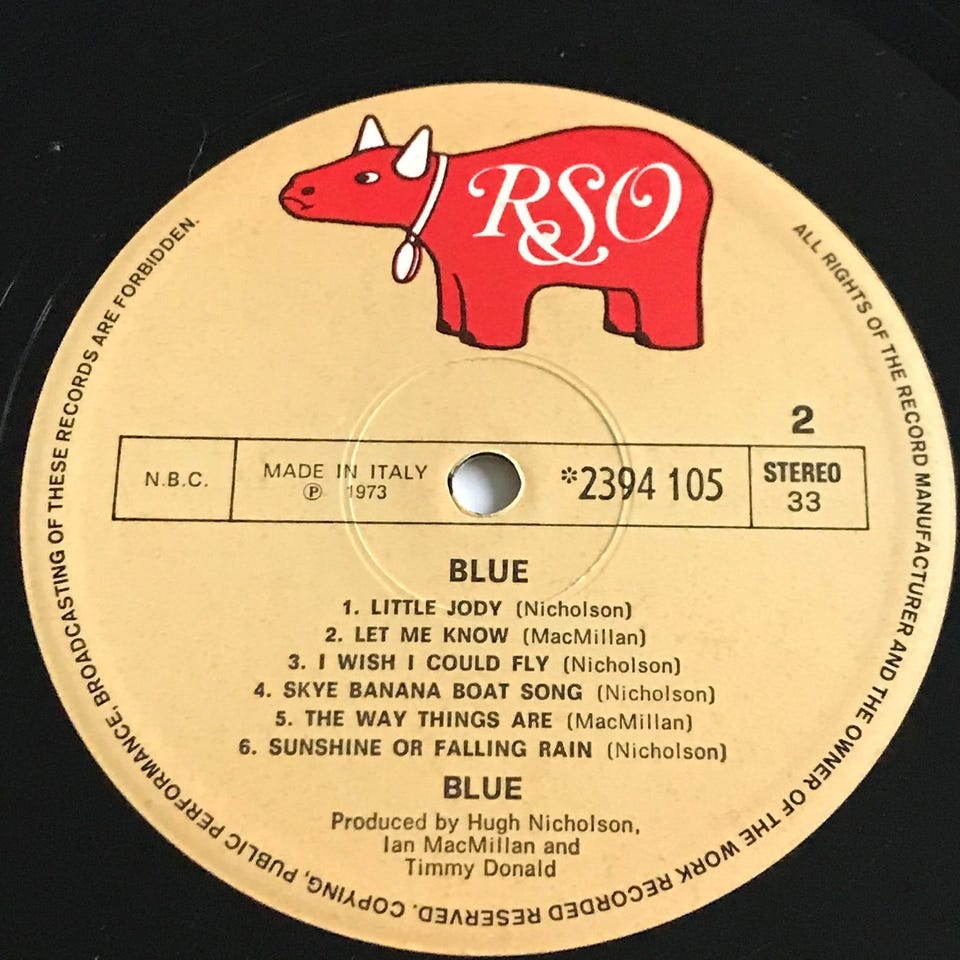 RSO
ALL RIGHTS OF THE RECORD MANUFACTURER AND THE OWNER OF THE WORK RECORDED RESERVED. COPYING, PUBLIC PERFORMANCE, BROADCASTING OF THESE RECORDS ARE FORBIDDEN.
2
N.B.C.
MADE IN ITALY
℗ 1973
*2394 105
STEREO
33
BLUE
1. LITTLE JODY (Nicholson)
2. LET ME KNOW (MacMillan)
3. I WISH I COULD FLY (Nicholson)
4. SKYE BANANA BOAT SONG (Nicholson)
5. THE WAY THINGS ARE (MacMillan)
6. SUNSHINE OR FALLING RAIN (Nicholson)
BLUE
Produced by Hugh Nicholson,
Ian MacMillan and
Timmy Donald